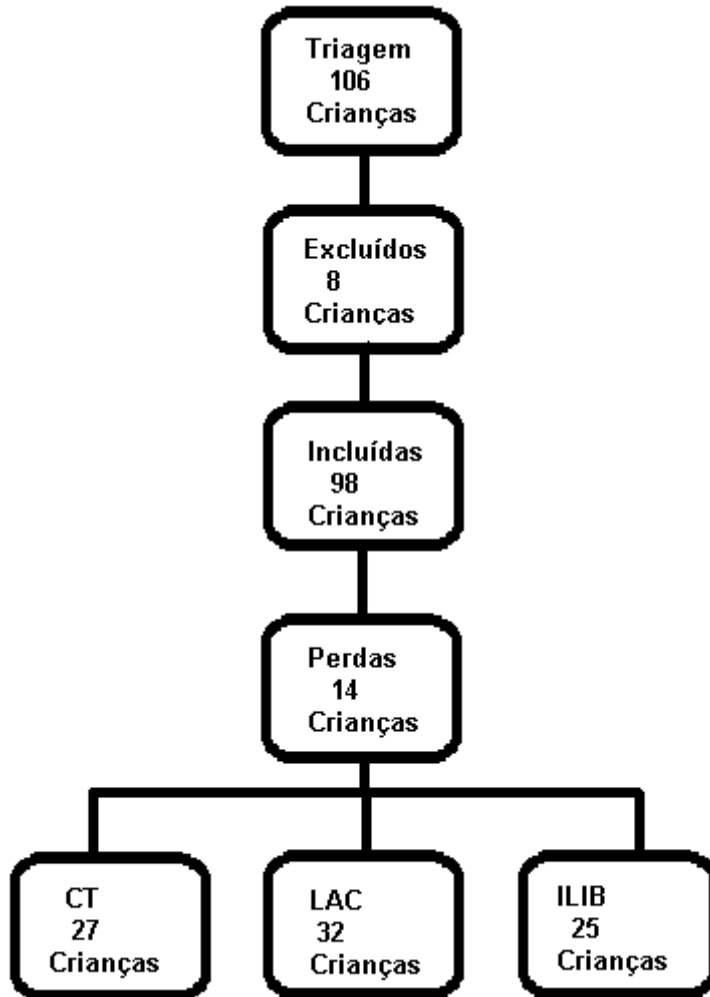 Triagem
106
Crianças
Excluídos
8
Crianças
Incluídas
98
Crianças
Perdas
14
Crianças
CT
27
Crianças
LAC
32
Crianças
ILIB
25
Crianças